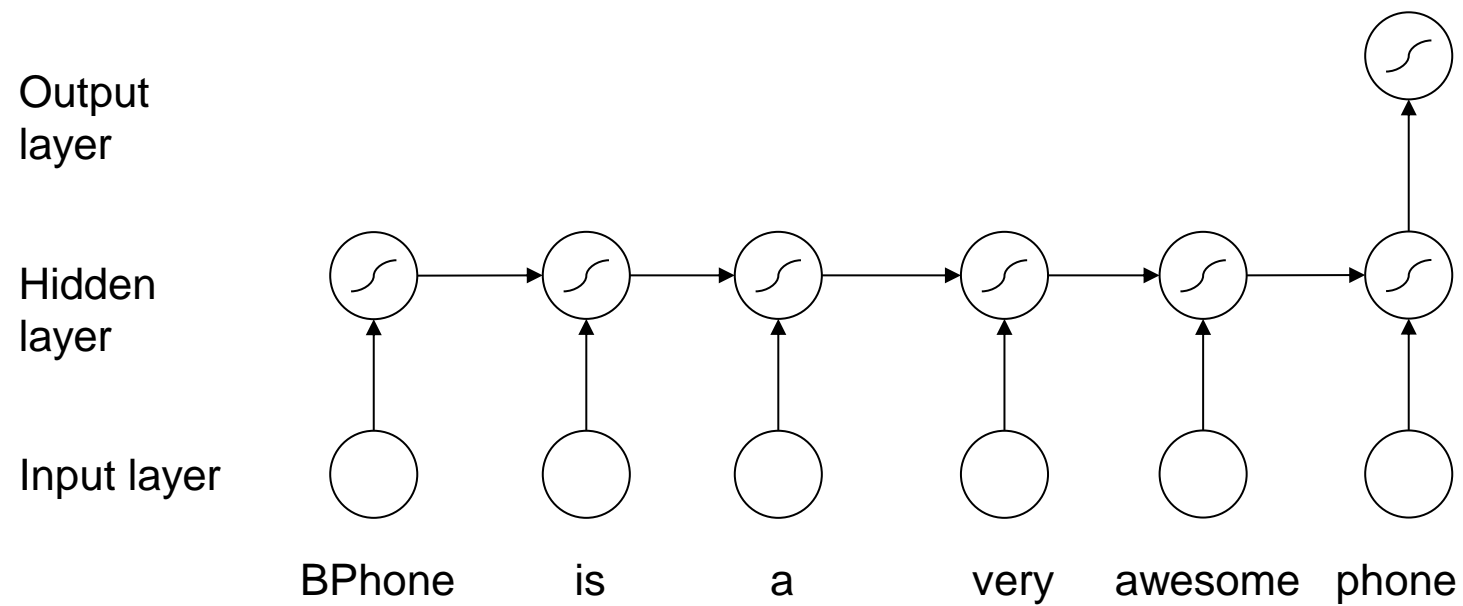 Output
layer
Hidden
layer
Input layer
BPhone is a very awesome phone